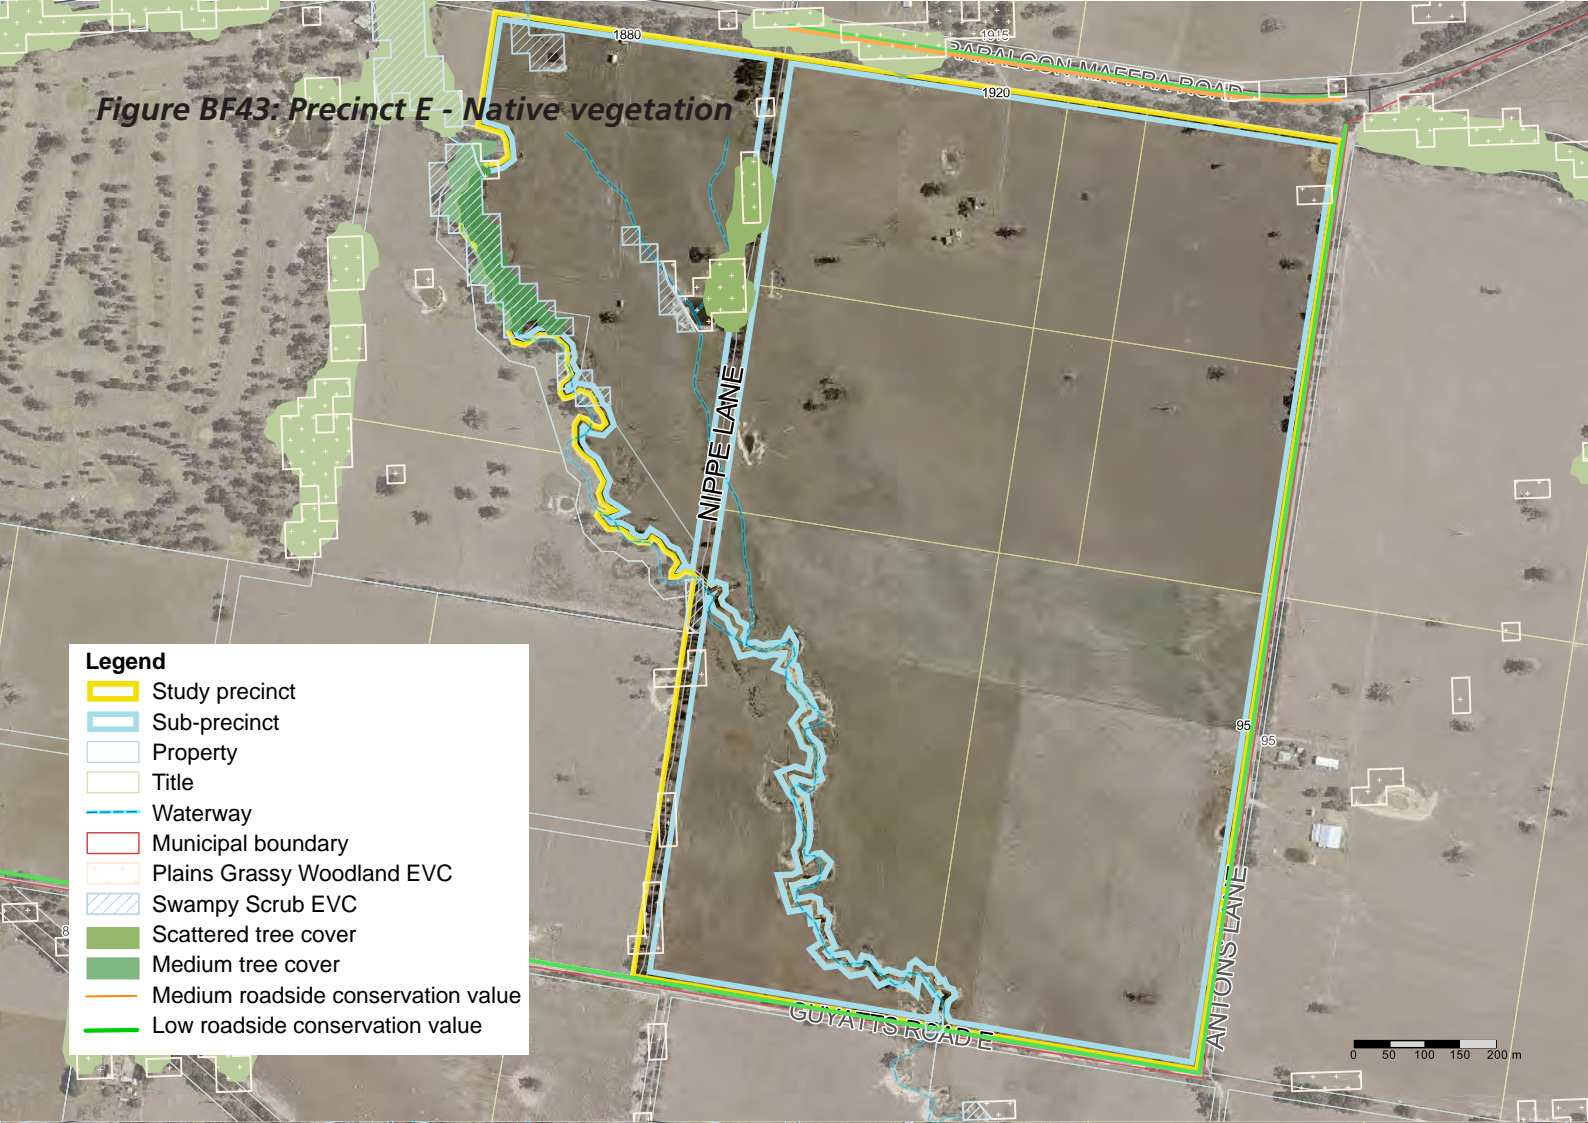 1880
1915
TRARALGON MAFFRA ROAD
1920
Figure BF43: Precinct E - Native vegetation
NIPPE LANE
Legend
Study precinct
Sub-precinct
Property
Title
Waterway
Municipal boundary
Plains Grassy Woodland EVC
Swampy Scrub EVC
Scattered tree cover
Medium tree cover
Medium roadside conservation value
Low roadside conservation value
8
95
95
ANTONS LANE
GUYATTS ROAD E
0 50 100 150 200 m